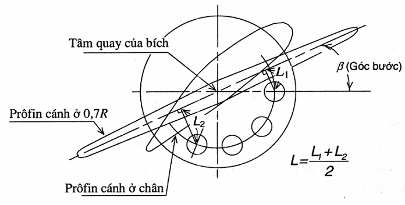 Tâm quay của bích
L₁
β (Góc bước)
Prôfin cánh ở 0,7R
L₂
Prôfin cánh ở chân
L = (L₁ + L₂) / 2